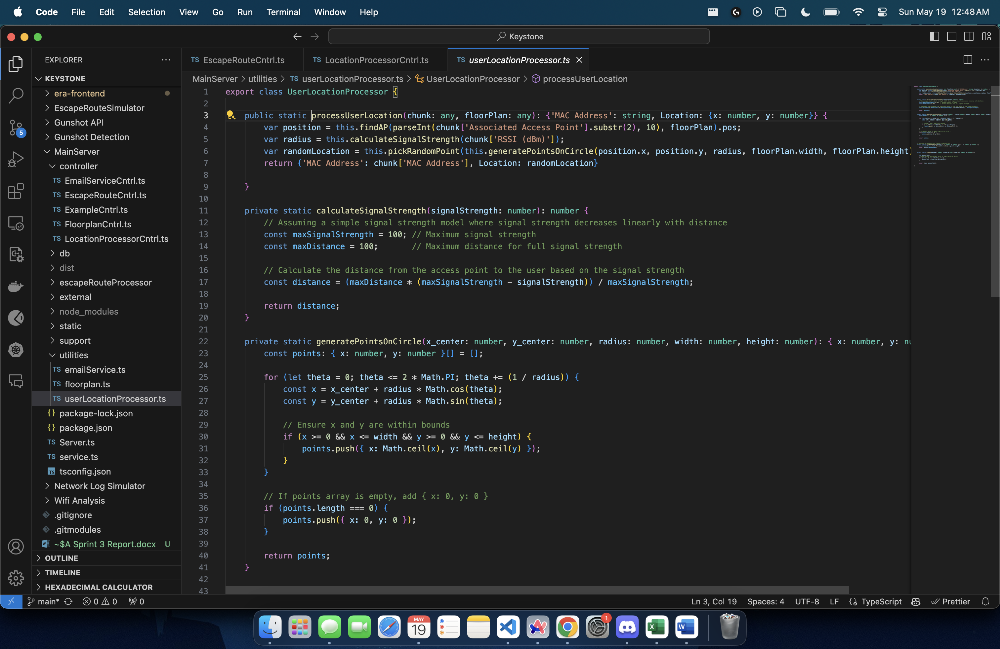 Code File Edit Selection View Go Run Terminal Window Help Sun May 19 12:48 AM
Keystone
EXPLORER
KEYSTONE
era-frontend
EscapeRouteSimulator
Gunshot API
Gunshot Detection
MainServer
controller
TS EmailServiceCntrl.ts
TS EscapeRouteCntrl.ts
TS ExampleCntrl.ts
TS FloorplanCntrl.ts
TS LocationProcessorCntrl.ts
db
dist
escapeRouteProcessor
external
node_modules
static
support
utilities
TS emailService.ts
TS floorplan.ts
TS userLocationProcessor.ts
{} package-lock.json
{} package.json
TS Server.ts
TS service.ts
TS tsconfig.json
Network Log Simulator
Wifi Analysis
.gitignore
.gitmodules
~$A Sprint 3 Report.docx U
OUTLINE
TIMELINE
HEXADECIMAL CALCULATOR
5
TS EscapeRouteCntrl.ts TS LocationProcessorCntrl.ts TS userLocationProcessor.ts
MainServer > utilities > TS userLocationProcessor.ts > UserLocationProcessor > processUserLocation
1 export class UserLocationProcessor {
2
3 public static processUserLocation(chunk: any, floorPlan: any): {'MAC Address': string, Location: {x: number, y: number}} {
4 var position = this.findAP(parseInt(chunk['Associated Access Point'].substr(2), 10), floorPlan).pos;
5 var radius = this.calculateSignalStrength(chunk['RSSI (dBm)']);
6 var randomLocation = this.pickRandomPoint(this.generatePointsOnCircle(position.x, position.y, radius, floorPlan.width, floorPlan.height)
7 return {'MAC Address': chunk['MAC Address'], Location: randomLocation}
8
9 }
10
11 private static calculateSignalStrength(signalStrength: number): number {
12 // Assuming a simple signal strength model where signal strength decreases linearly with distance
13 const maxSignalStrength = 100; // Maximum signal strength
14 const maxDistance = 100; // Maximum distance for full signal strength
15
16 // Calculate the distance from the access point to the user based on the signal strength
17 const distance = (maxDistance * (maxSignalStrength - signalStrength)) / maxSignalStrength;
18
19 return distance;
20 }
21
22 private static generatePointsOnCircle(x_center: number, y_center: number, radius: number, width: number, height: number): { x: number, y: nu
23 const points: { x: number, y: number }[] = [];
24
25 for (let theta = 0; theta <= 2 * Math.PI; theta += (1 / radius)) {
26 const x = x_center + radius * Math.cos(theta);
27 const y = y_center + radius * Math.sin(theta);
28
29 // Ensure x and y are within bounds
30 if (x >= 0 && x <= width && y >= 0 && y <= height) {
31 points.push({ x: Math.ceil(x), y: Math.ceil(y) });
32 }
33 }
34
35 // If points array is empty, add { x: 0, y: 0 }
36 if (points.length === 0) {
37 points.push({ x: 0, y: 0 });
38 }
39
40 return points;
41 }
42
43
main* 0 0 0 Ln 3, Col 19 Spaces: 4 UTF-8 LF TypeScript Prettier
MAY
19
1
X
W